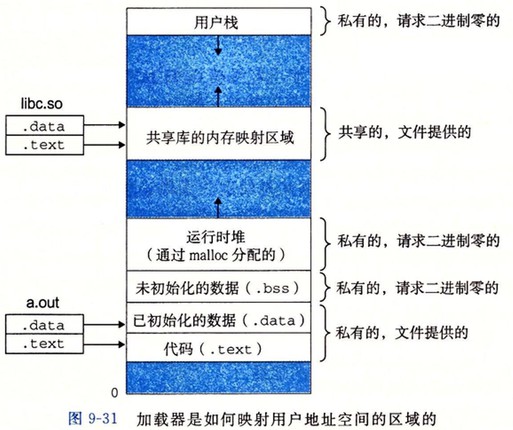 用户栈
私有的，请求二进制零的
libc.so
.data
.text
共享库的内存映射区域
共享的，文件提供的
运行时堆
（通过 malloc 分配的）
私有的，请求二进制零的
未初始化的数据（.bss）
私有的，请求二进制零的
a.out
.data
.text
已初始化的数据（.data）
代码（.text）
私有的，文件提供的
0
图 9-31 加载器是如何映射用户地址空间的区域的